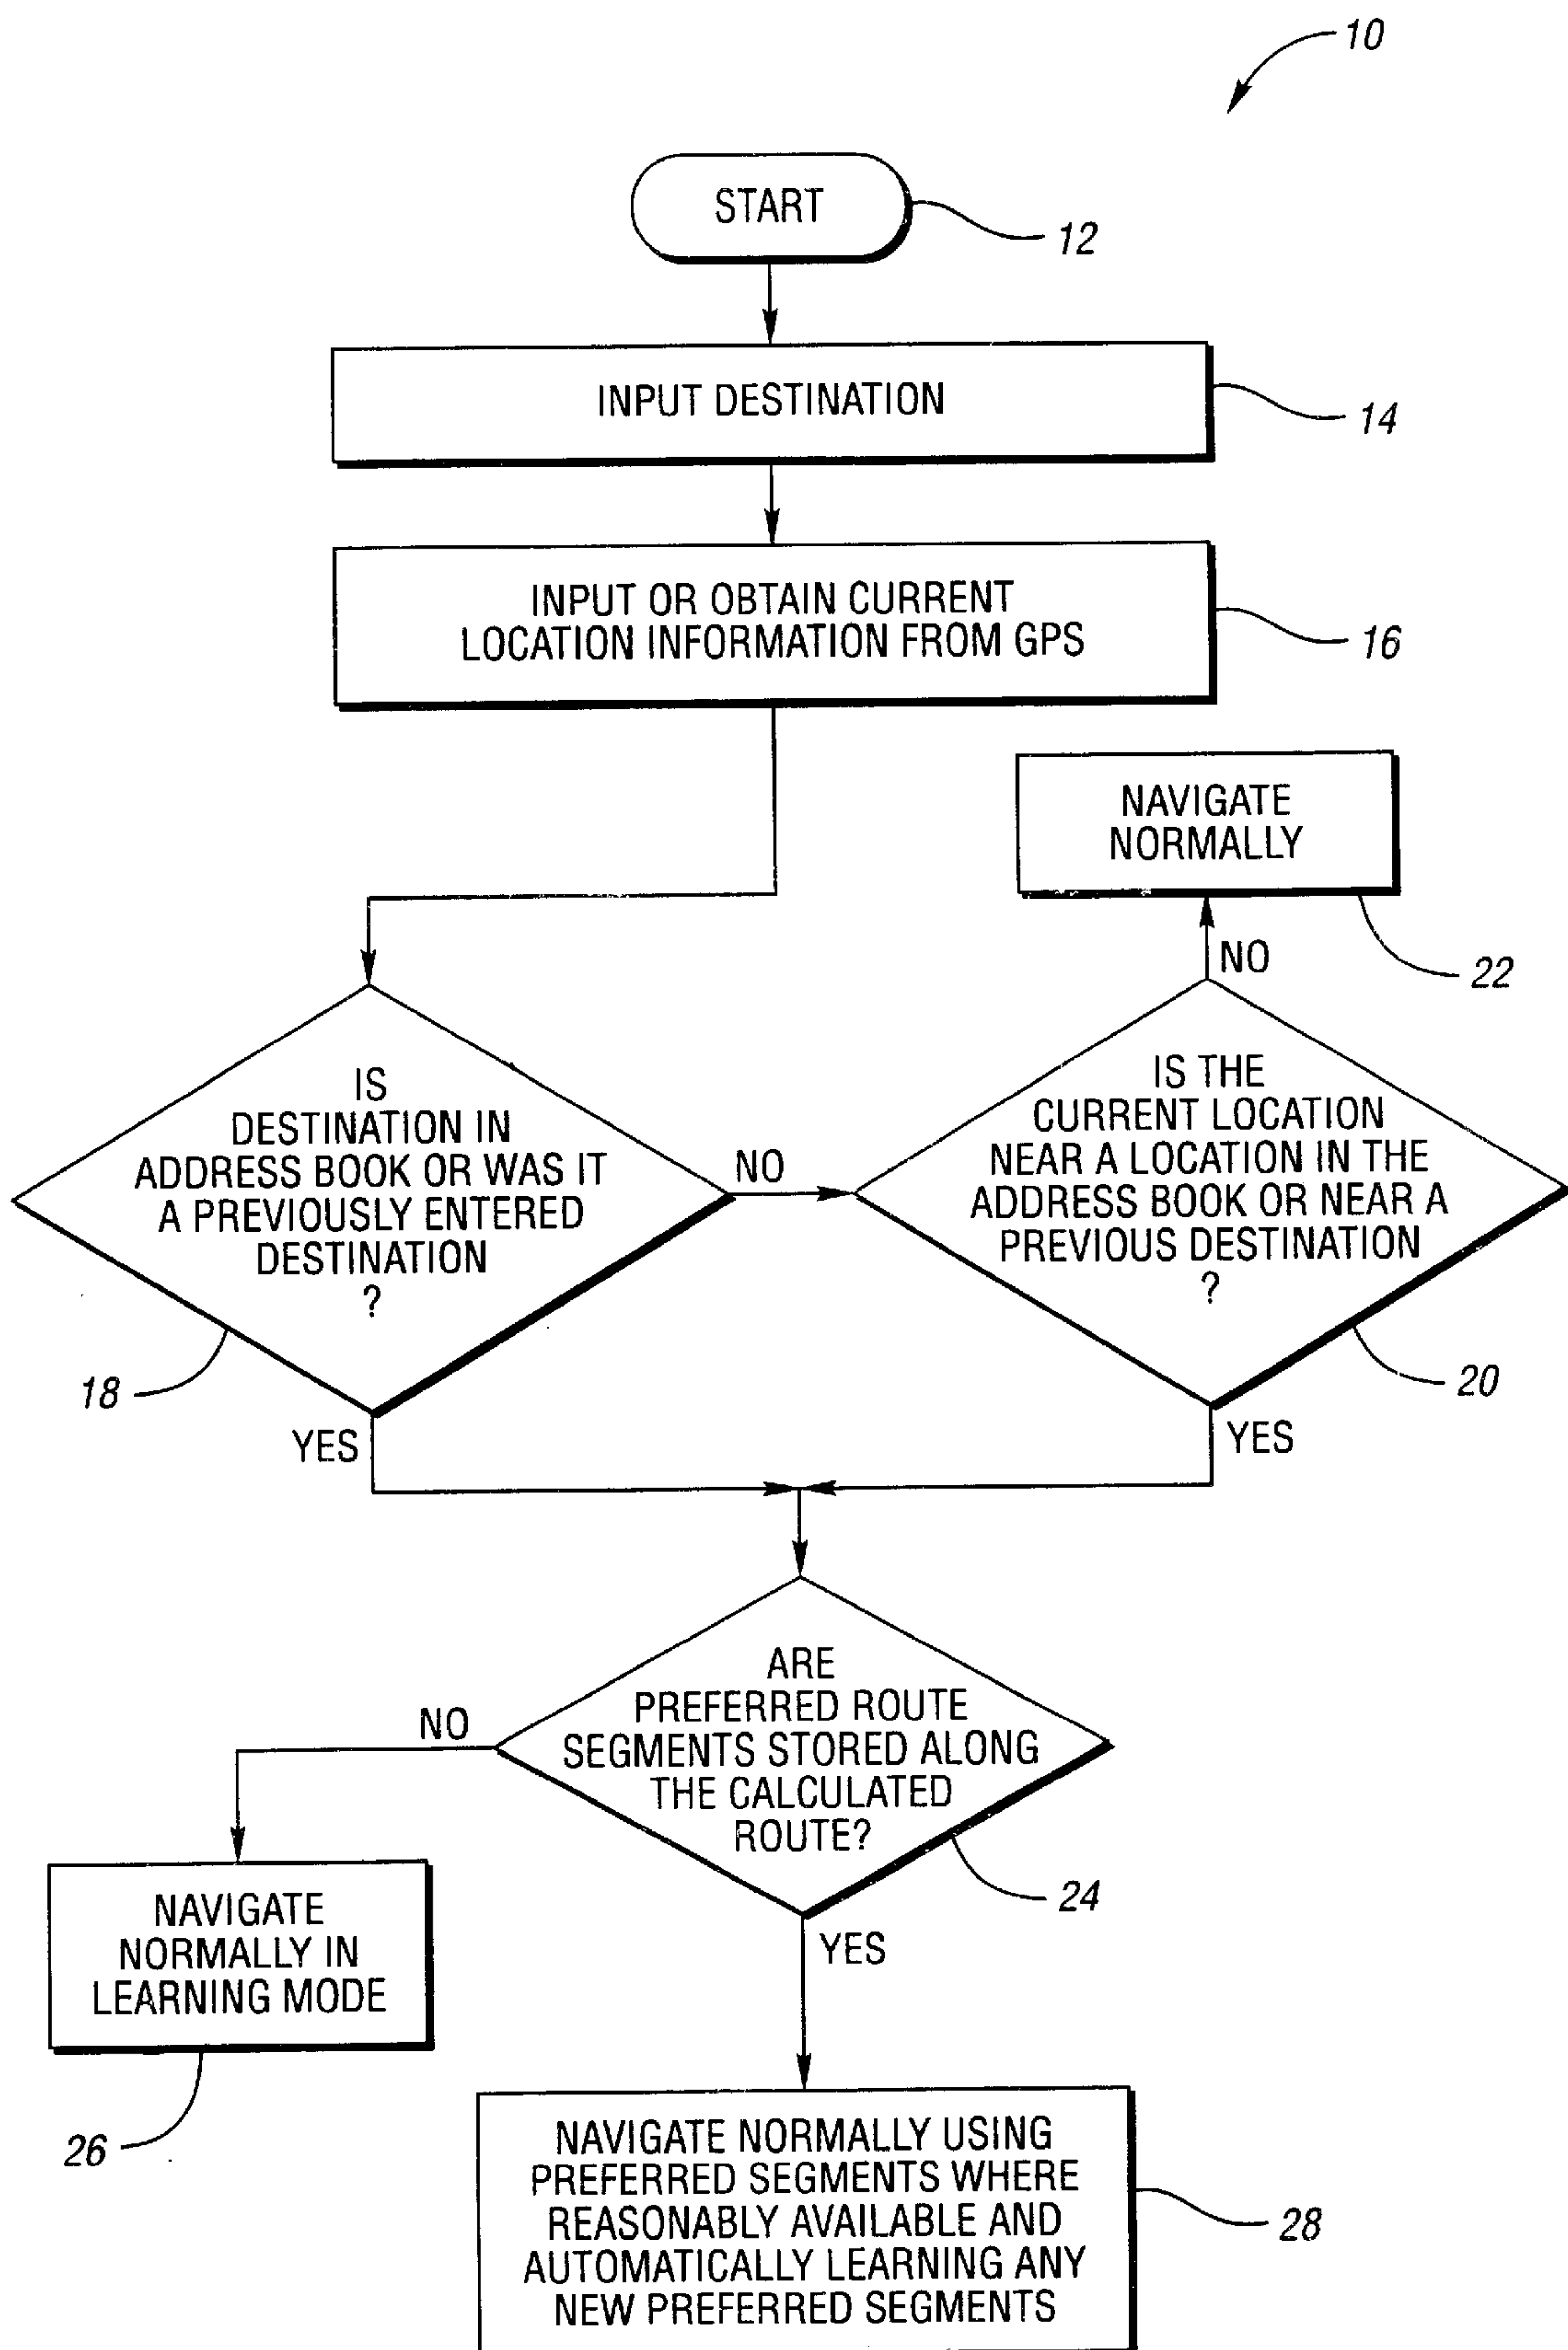 10
START
12
INPUT DESTINATION
14
INPUT OR OBTAIN CURRENT
LOCATION INFORMATION FROM GPS
16
NAVIGATE
NORMALLY
22
NO
IS
DESTINATION IN
ADDRESS BOOK OR WAS IT
A PREVIOUSLY ENTERED
DESTINATION
?
18
NO
IS THE
CURRENT LOCATION
NEAR A LOCATION IN THE
ADDRESS BOOK OR NEAR A
PREVIOUS DESTINATION
?
20
YES
YES
ARE
PREFERRED ROUTE
SEGMENTS STORED ALONG
THE CALCULATED
ROUTE?
24
NO
NAVIGATE
NORMALLY IN
LEARNING MODE
26
YES
NAVIGATE NORMALLY USING
PREFERRED SEGMENTS WHERE
REASONABLY AVAILABLE AND
AUTOMATICALLY LEARNING ANY
NEW PREFERRED SEGMENTS
28